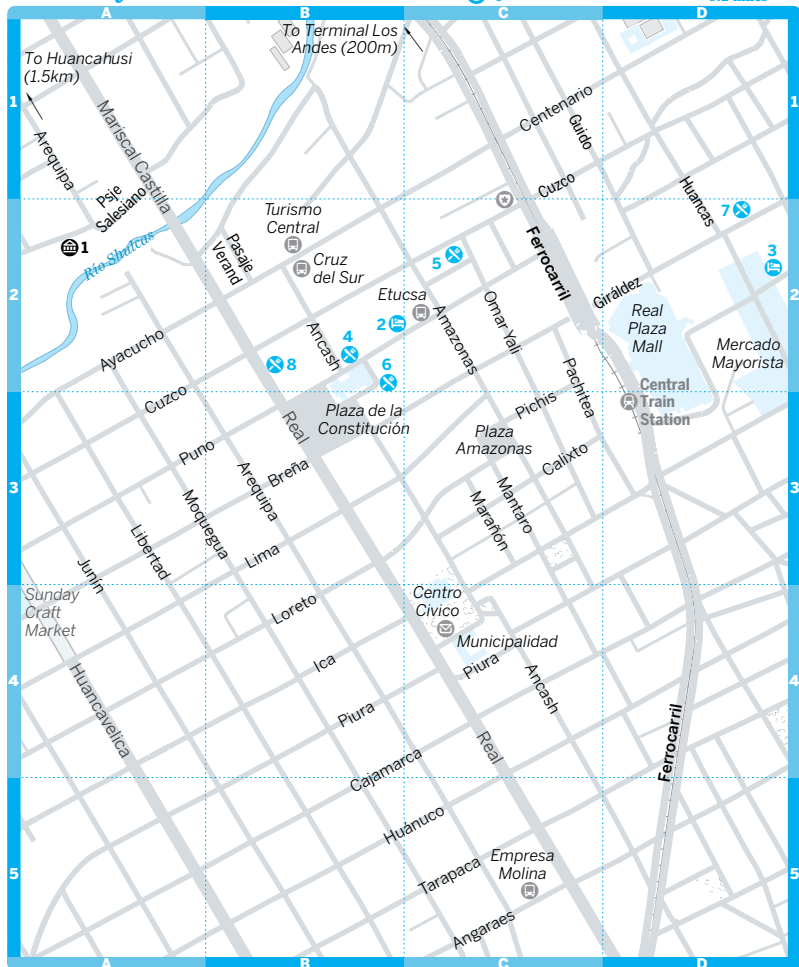 A
B
C
D
To Huancahusi
(1.5km)
To Terminal Los
Andes (200m)
1
1
Mariscal Castilla
Arequipa
Psje
Salesiano
Centenario
Guido
Cuzco
Huancas
7
1
Río Shulcas
Turismo
Central
Pasaje
Verand
Cruz
del Sur
5
Ferrocarril
3
2
2
Etucsa
Giráldez
Real
Plaza
Mall
Omar Yali
Amazonas
2
Ancash
4
8
6
Ayacucho
Mercado
Mayorista
Pachitea
Central
Train
Station
Cuzco
Real
Plaza de la
Constitución
Pichis
Plaza
Amazonas
Calixto
Puno
Breña
Arequipa
Moquegua
Mantaro
Marañón
3
3
Libertad
Lima
Junín
Sunday
Craft
Market
Loreto
Centro
Civico
Municipalidad
Ica
Piura
Ancash
4
4
Huancavelica
Piura
Real
Ferrocarril
Cajamarca
Huánuco
Empresa
Molina
5
5
Tarapaca
Angaraes
A
B
C
D